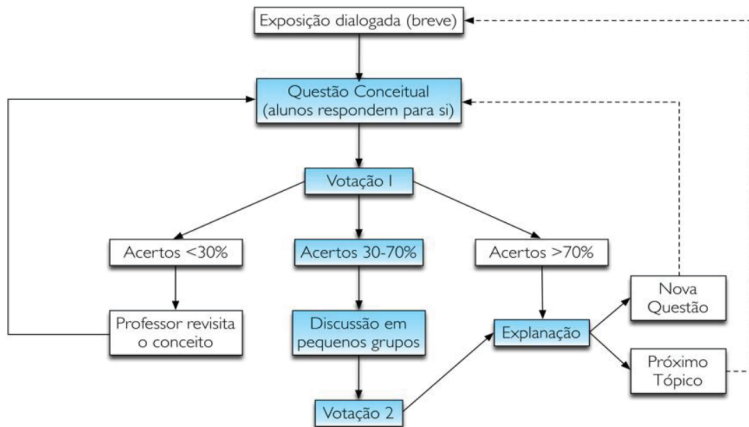 Exposição dialogada (breve)
Questão Conceitual
(alunos respondem para si)
Votação I
Acertos <30%
Acertos 30-70%
Acertos >70%
Professor revisita
o conceito
Discussão em
pequenos grupos
Explanação
Nova
Questão
Próximo
Tópico
Votação 2